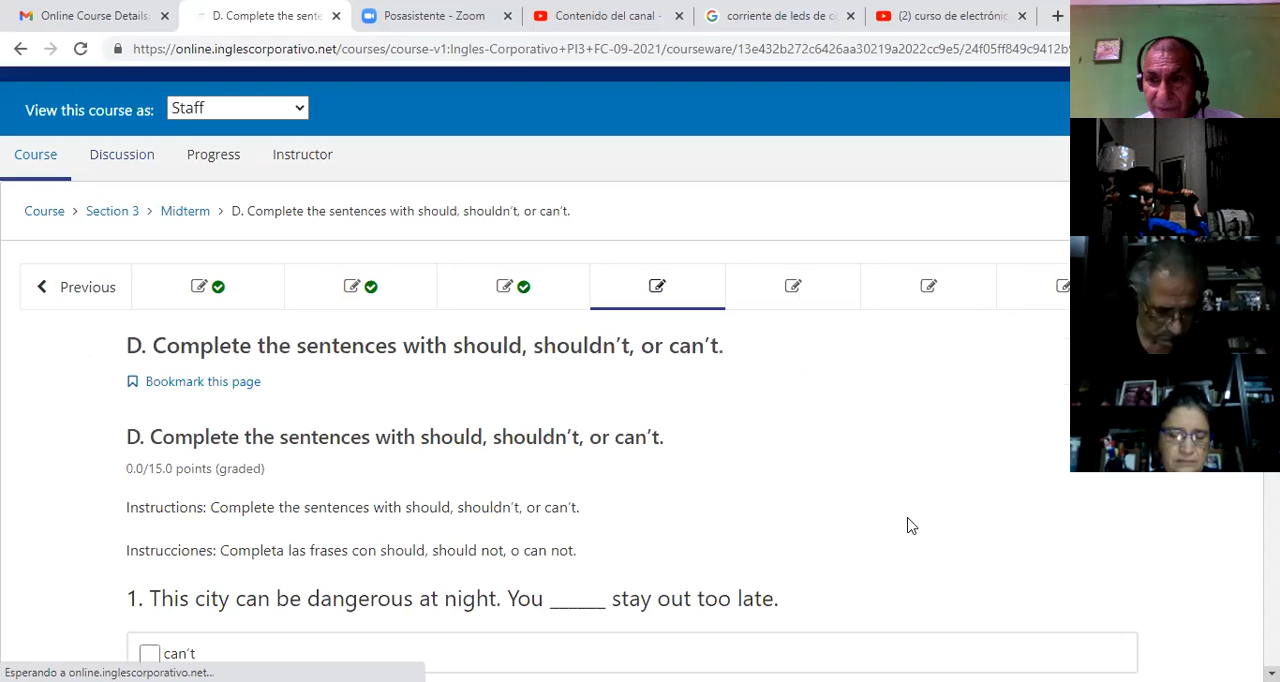 Online Course Details.
D. Complete the sente
Posasistente - Zoom
Contenido del canal -
corriente de leds de co
(2) curso de electrónic
https://online.inglescorporativo.net/courses/course-v1:Ingles-Corporativo+PI3+FC-09-2021/courseware/13e432b272c6426aa30219a2022cc9e5/24f05ff849c9412b9
View this course as: Staff
Course Discussion Progress Instructor
Course > Section 3 > Midterm > D. Complete the sentences with should, shouldn't, or can't.
Previous
D. Complete the sentences with should, shouldn't, or can't.
Bookmark this page
D. Complete the sentences with should, shouldn't, or can't.
0.0/15.0 points (graded)
Instructions: Complete the sentences with should, shouldn't, or can't.
Instrucciones: Completa las frases con should, should not, o can not.
1. This city can be dangerous at night. You ______ stay out too late.
can't
Esperando a online.inglescorporativo.net...